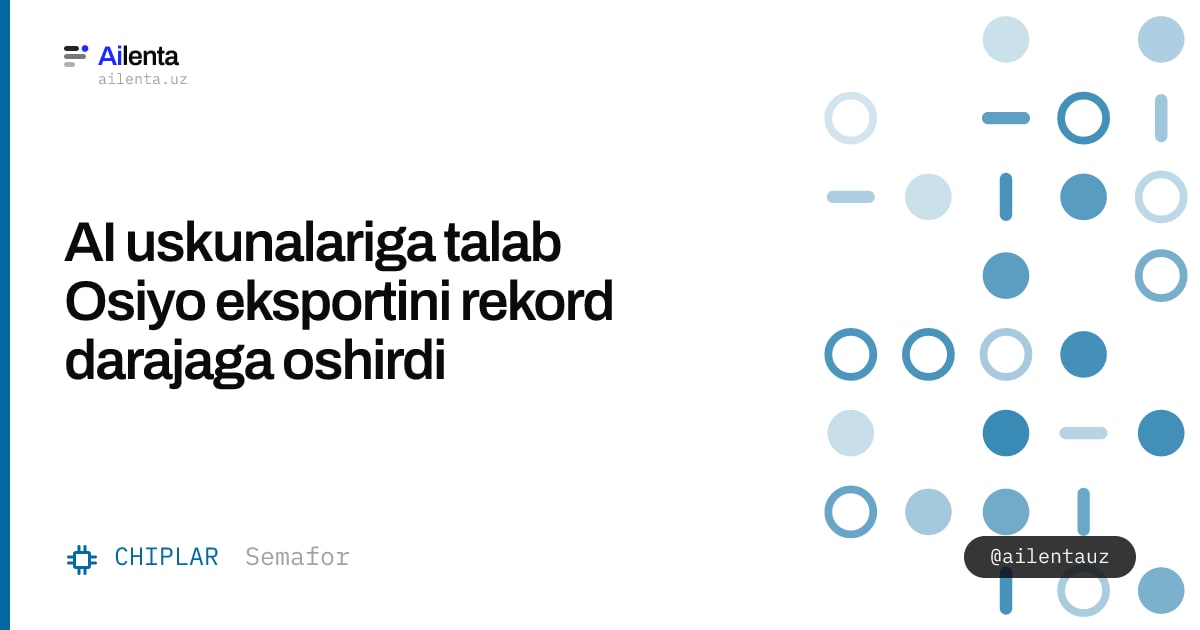 Ailenta
ailenta.uz
AI uskunalariga talab
Osiyo eksportini rekord
darajaga oshirdi
CHIPLAR Semafor
@ailentauz